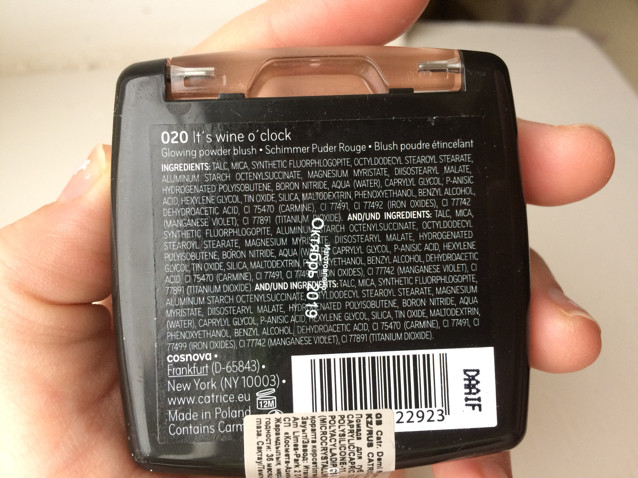 020 It's wine o'clock
Glowing powder blush • Schimmer Puder Rouge • Blush poudre étincelant
INGREDIENTS: TALC, MICA, SYNTHETIC FLUORPHLOGOPITE, OCTYLDODECYL STEAROYL STEARATE,
ALUMINUM STARCH OCTENYLSUCCINATE, MAGNESIUM MYRISTATE, DIISOSTEARYL MALATE,
HYDROGENATED POLYISOBUTENE, BORON NITRIDE, AQUA (WATER), CAPRYLYL GLYCOL, P-ANISIC
ACID, HEXYLENE GLYCOL, TIN OXIDE, SILICA, MALTODEXTRIN, PHENOXYETHANOL, BENZYL ALCOHOL,
DEHYDROACETIC ACID, CI 75470 (CARMINE), CI 77491, CI 77492 (IRON OXIDES), CI 77742
(MANGANESE VIOLET), CI 77891 (TITANIUM DIOXIDE). AND/UND INGREDIENTS: TALC, MICA,
SYNTHETIC FLUORPHLOGOPITE, ALUMINUM STARCH OCTENYLSUCCINATE, OCTYLDODECYL
STEAROYL STEARATE, MAGNESIUM MYRISTATE, DIISOSTEARYL MALATE, HYDROGENATED
POLYISOBUTENE, BORON NITRIDE, AQUA (WATER), CAPRYLYL GLYCOL, P-ANISIC ACID, HEXYLENE
GLYCOL, TIN OXIDE, SILICA, MALTODEXTRIN, PHENOXYETHANOL, BENZYL ALCOHOL, DEHYDROACETIC
ACID, CI 75470 (CARMINE), CI 77491, CI 77499 (IRON OXIDES), CI 77742 (MANGANESE VIOLET), CI
77891 (TITANIUM DIOXIDE) AND/UND INGREDIENTS: TALC, MICA, SYNTHETIC FLUORPHLOGOPITE,
ALUMINUM STARCH OCTENYLSUCCINATE, OCTYLDODECYL STEAROYL STEARATE, MAGNESIUM
MYRISTATE, DIISOSTEARYL MALATE, HYDROGENATED POLYISOBUTENE, BORON NITRIDE, AQUA
(WATER), CAPRYLYL GLYCOL, P-ANISIC ACID, HEXYLENE GLYCOL, SILICA, TIN OXIDE, MALTODEXTRIN,
PHENOXYETHANOL, BENZYL ALCOHOL, DEHYDROACETIC ACID, CI 75470 (CARMINE), CI 77491, CI
77499 (IRON OXIDES), CI 77742 (MANGANESE VIOLET), CI 77891 (TITANIUM DIOXIDE).
Октябрь 2019
cosnova •
Frankfurt (D-65843) •
New York (NY 10003) •
www.catrice.eu
12M
Made in Poland
Contains Carm
22923
DAAIF
GB Catr. Demi
KZ/RUS CATR
Помада для гу